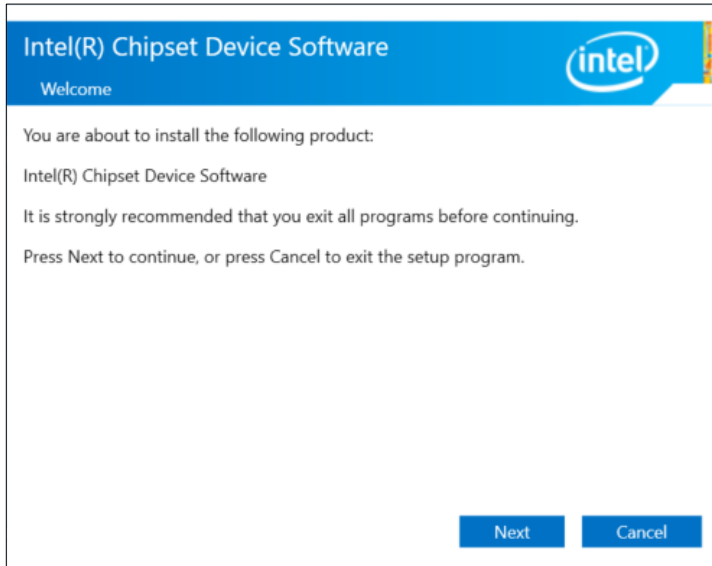 Intel(R) Chipset Device Software
intel
Welcome
You are about to install the following product:
Intel(R) Chipset Device Software
It is strongly recommended that you exit all programs before continuing.
Press Next to continue, or press Cancel to exit the setup program.
Next
Cancel